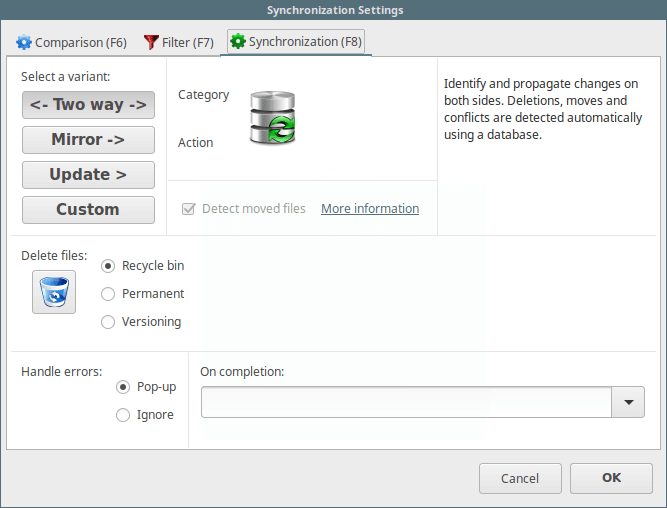 Synchronization Settings
Comparison (F6)
Filter (F7)
Synchronization (F8)
Select a variant:
<- Two way ->
Mirror ->
Update >
Custom
Category
Action
Detect moved files
More information
Identify and propagate changes on
both sides. Deletions, moves and
conflicts are detected automatically
using a database.
Delete files:
Recycle bin
Permanent
Versioning
Handle errors:
Pop-up
Ignore
On completion:
Cancel
OK